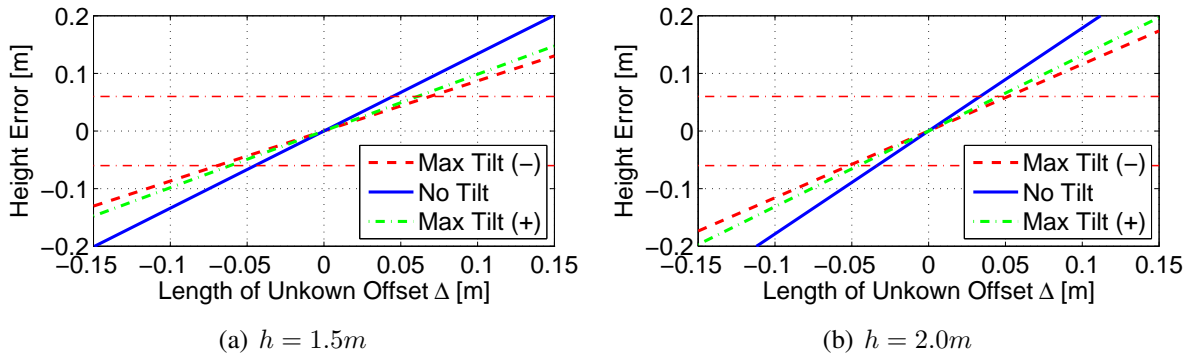 0.2
0.1
0
−0.1
−0.2
Height Error [m]
Max Tilt (−)
No Tilt
Max Tilt (+)
−0.15 −0.1 −0.05 0 0.05 0.1 0.15
Length of Unkown Offset Δ [m]
(a) h = 1.5m
0.2
0.1
0
−0.1
−0.2
Height Error [m]
Max Tilt (−)
No Tilt
Max Tilt (+)
−0.15 −0.1 −0.05 0 0.05 0.1 0.15
Length of Unkown Offset Δ [m]
(b) h = 2.0m